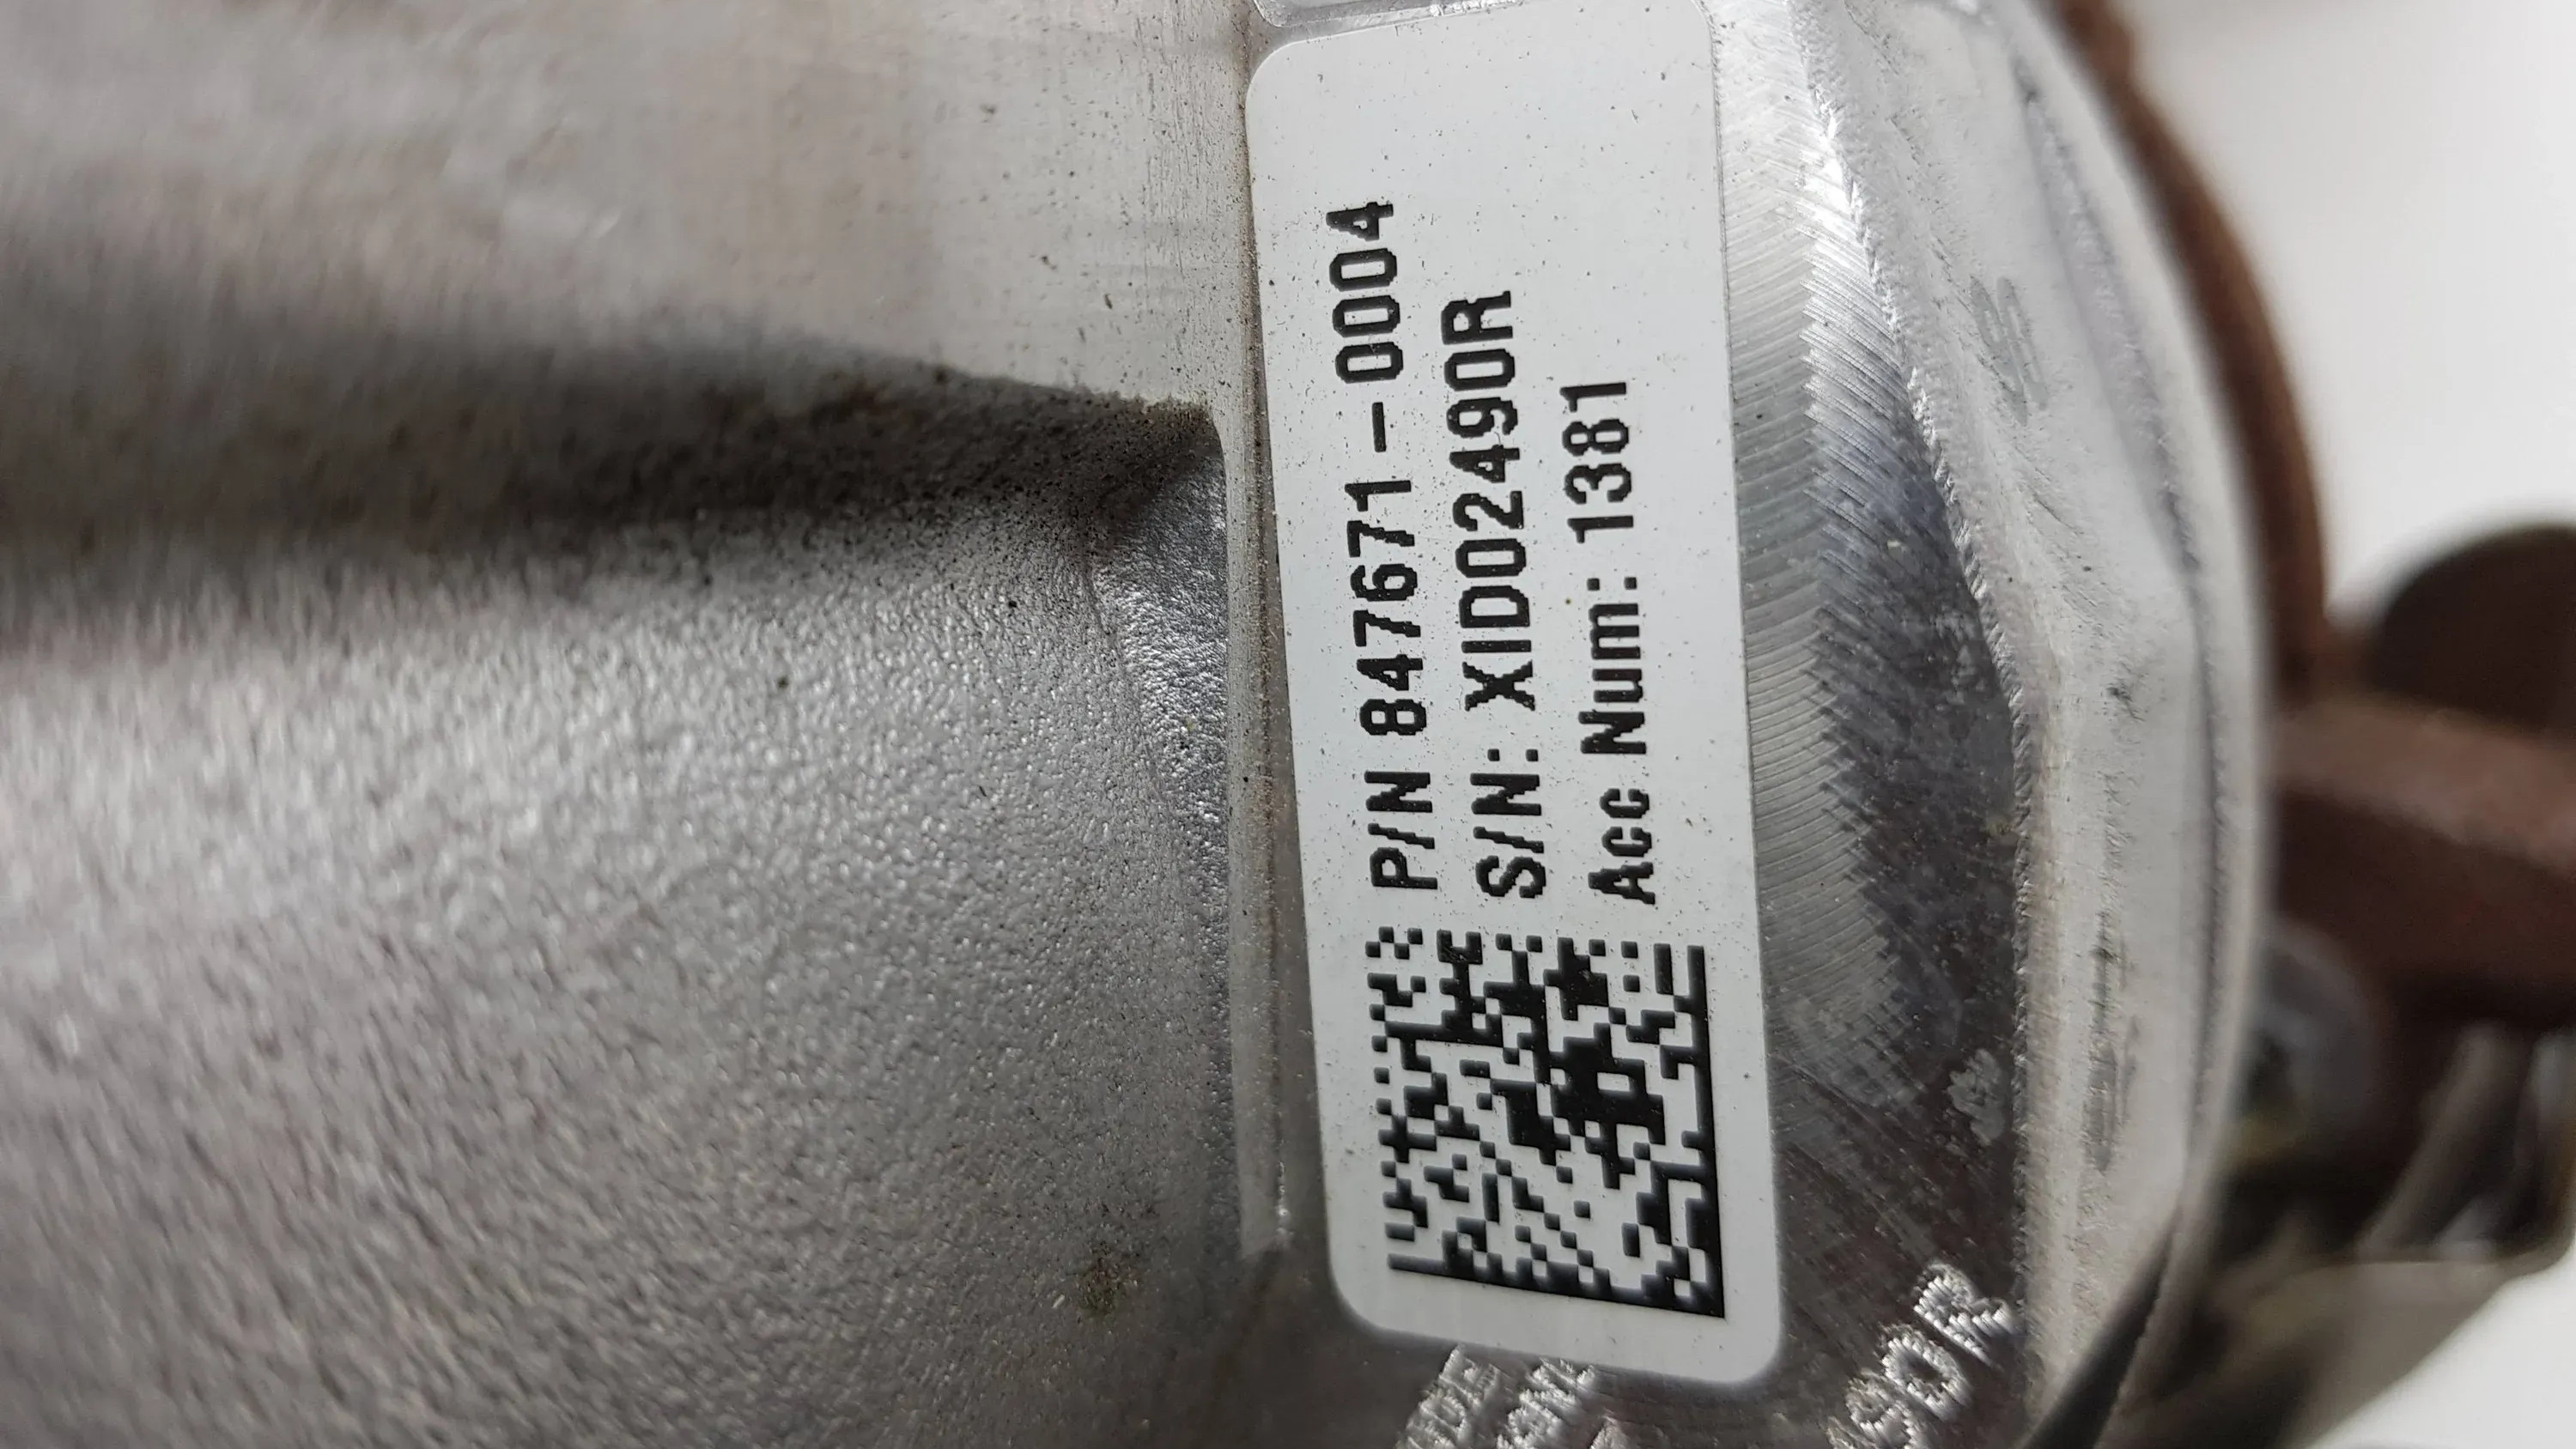 P/N 847671-0004
S/N: XID02490R
Acc Num: 1381